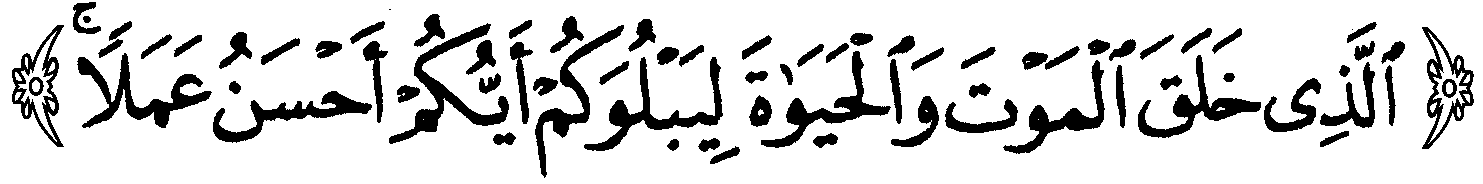 ﴿ ٱلَّذِى خَلَقَ ٱلْمَوْتَ وَٱلْحَيَوٰةَ لِيَبْلُوَكُمْ أَيُّكُمْ أَحْسَنُ عَمَلًاۚ ﴾